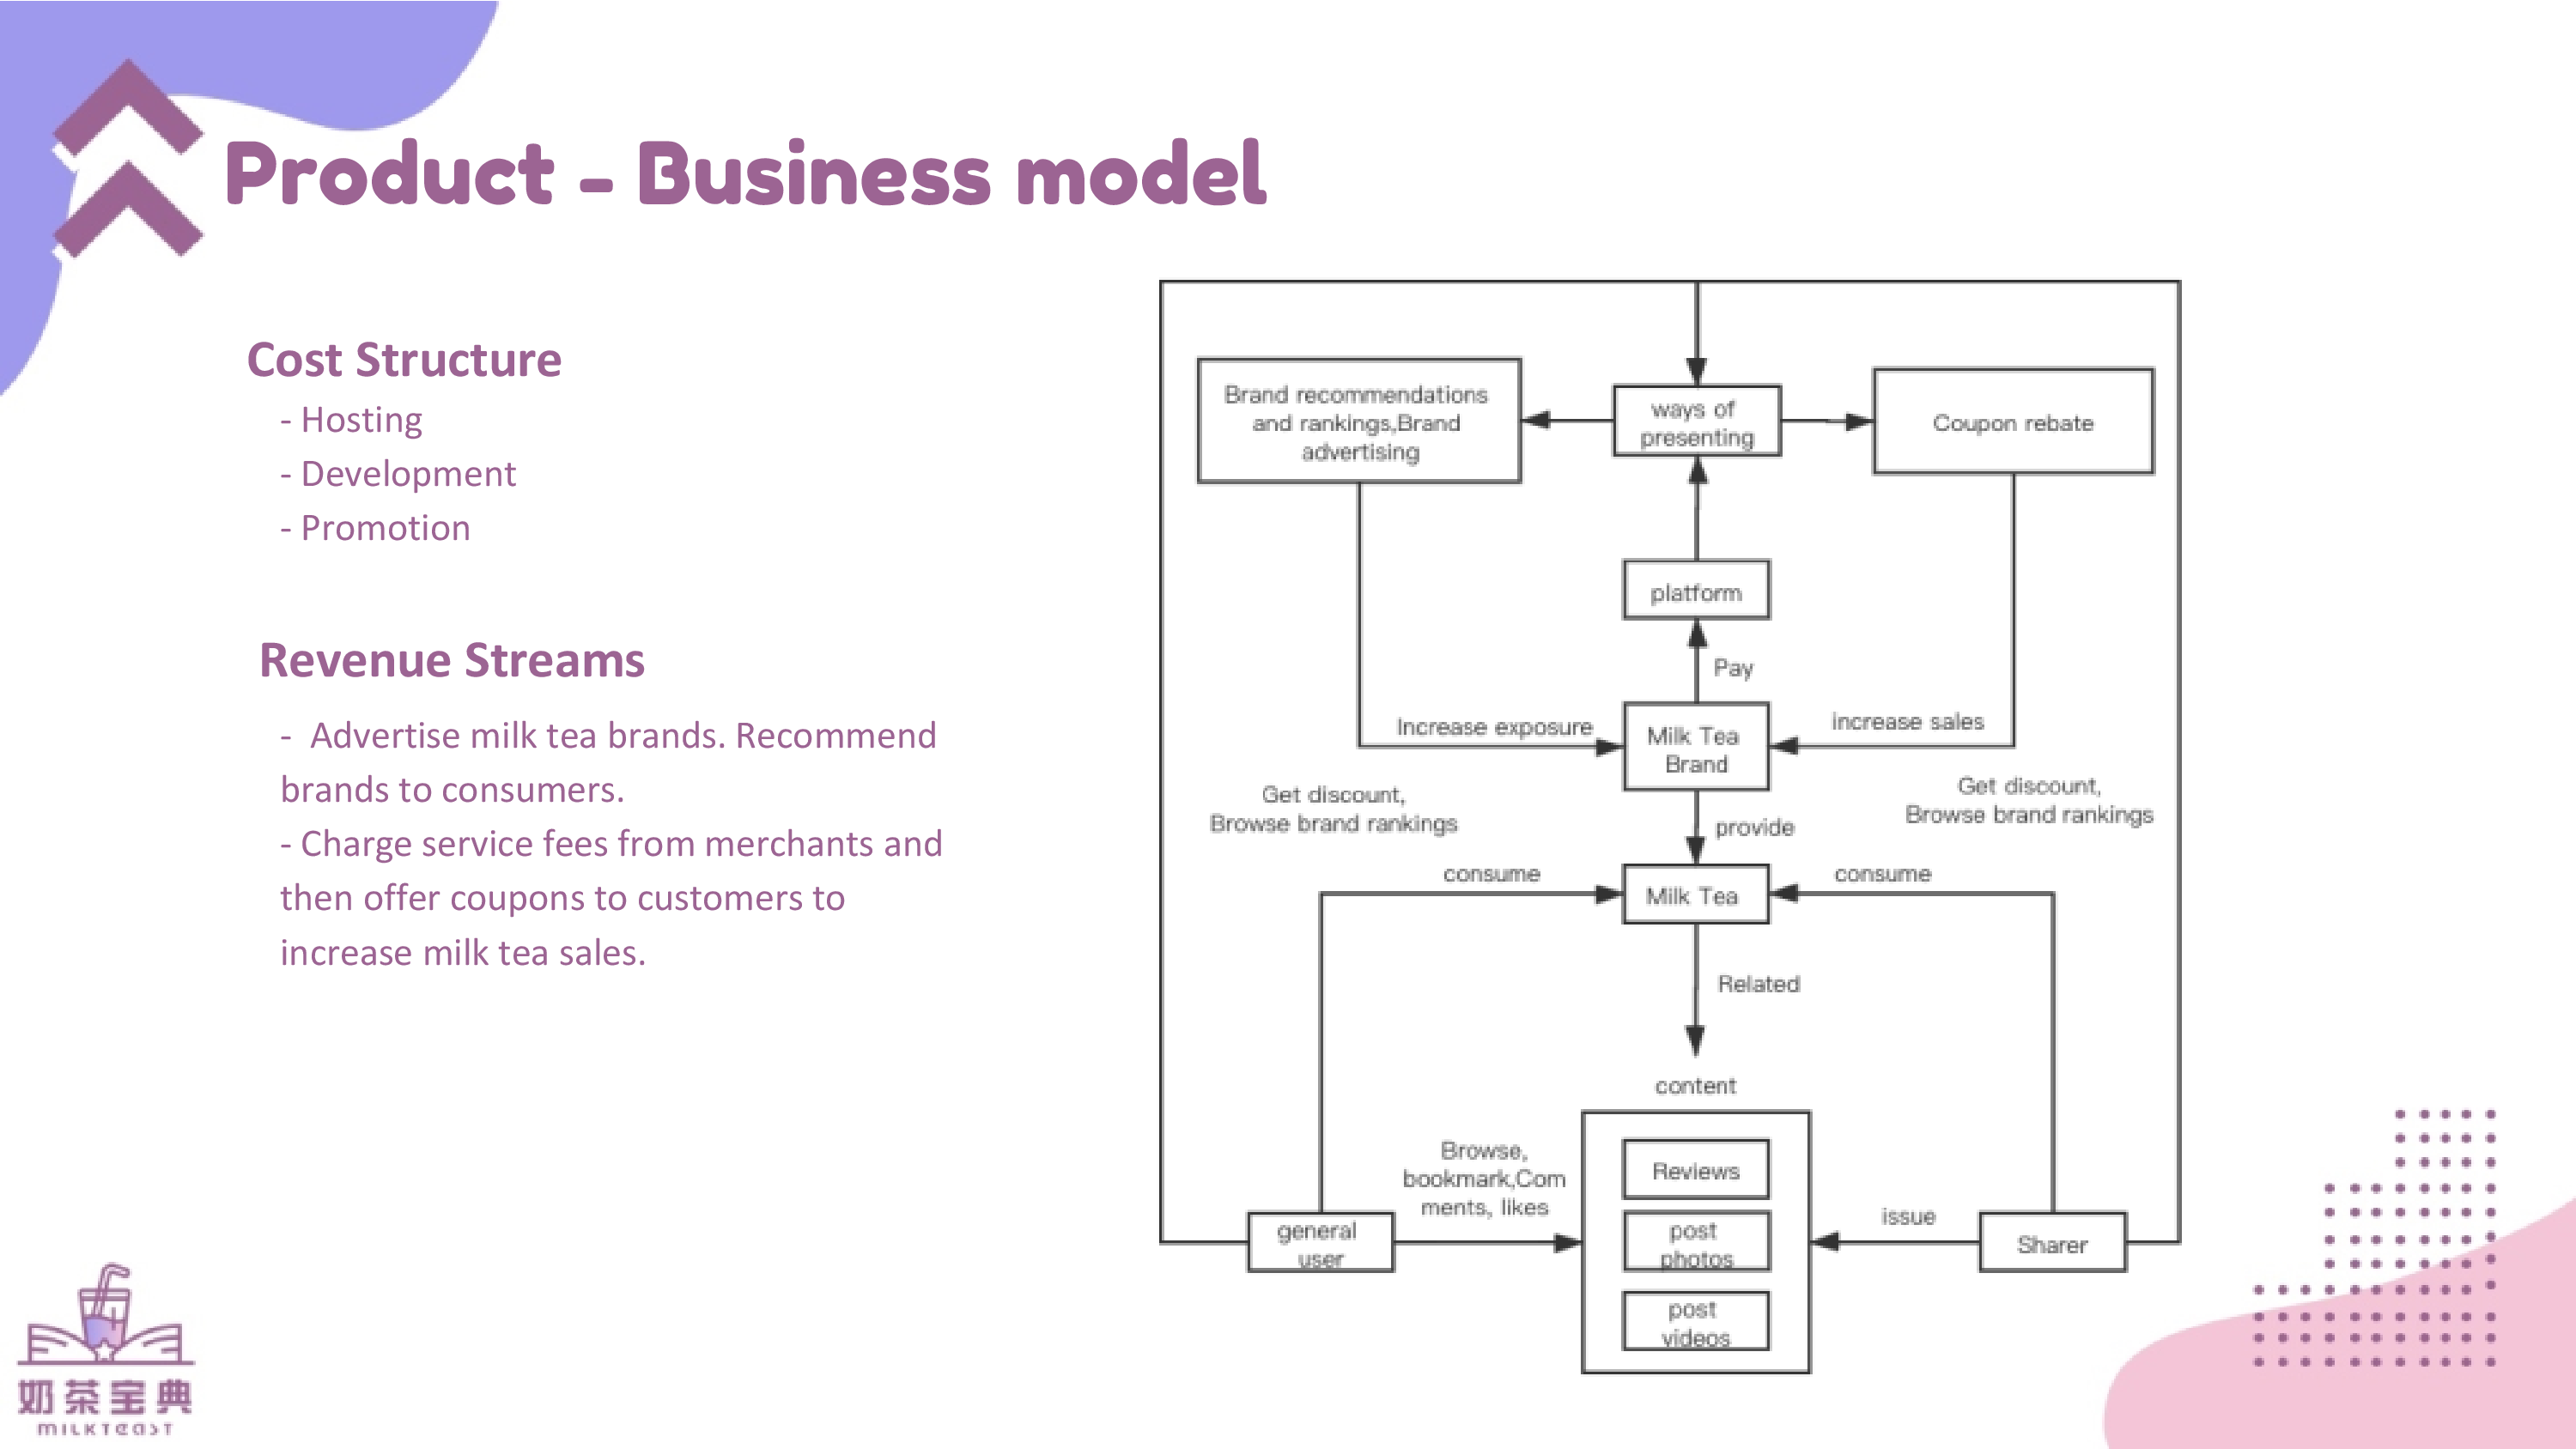 Product - Business model
Cost Structure
- Hosting
- Development
- Promotion
Revenue Streams
- Advertise milk tea brands. Recommend
brands to consumers.
- Charge service fees from merchants and
then offer coupons to customers to
increase milk tea sales.
Brand recommendations
and rankings,Brand
advertising
ways of
presenting
Coupon rebate
platform
Pay
Increase exposure
Milk Tea
Brand
increase sales
Get discount,
Browse brand rankings
provide
Get discount,
Browse brand rankings
consume
Milk Tea
consume
Related
content
Browse,
bookmark,Com
ments, likes
Reviews
general
user
post
photos
issue
Sharer
post
videos
奶茶宝典
MILKTEAST